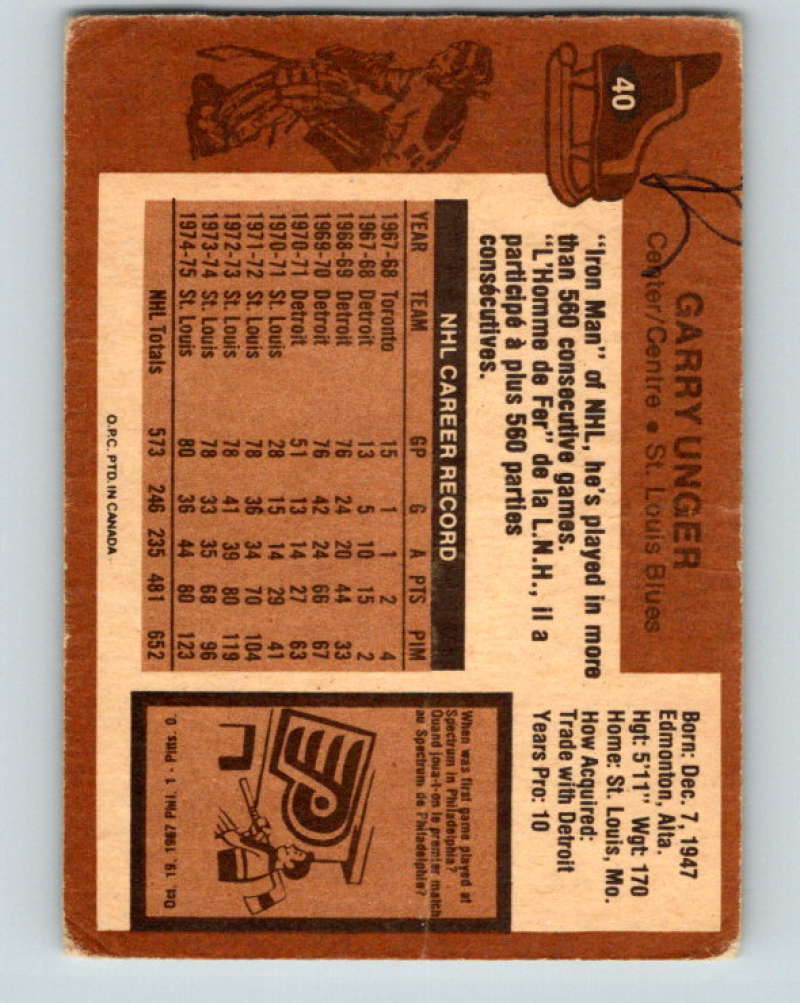 40
GARRY UNGER
Center/Centre • St. Louis Blues
"Iron Man" of NHL, he's played in more
than 560 consecutive games.
"L'Homme de Fer" de la L.N.H., il a
participé à plus 560 parties
consécutives.
Born: Dec. 7, 1947
Edmonton, Alta.
Hgt: 5'11" Wgt: 170
Home: St. Louis, Mo.
How Acquired:
Trade with Detroit
Years Pro: 10
NHL CAREER RECORD
YEAR TEAM GP G A PTS PIM
1967-68 Toronto 15 1 1 2 4
1967-68 Detroit 13 5 10 15 2
1968-69 Detroit 76 24 20 44 33
1969-70 Detroit 76 42 24 66 67
1970-71 Detroit 51 13 14 27 63
1970-71 St. Louis 28 15 14 29 41
1971-72 St. Louis 78 36 34 70 104
1972-73 St. Louis 78 41 39 80 119
1973-74 St. Louis 78 33 35 68 96
1974-75 St. Louis 80 36 44 80 123
NHL Totals 573 246 235 481 652
When was first game played at
Spectrum in Philadelphia?
Quand joua-t-on le premier match
au Spectrum de Philadelphie?
Oct. 19, 1967 Phil. 1 - Pitts. 0.
O.P.C. PTD. IN CANADA